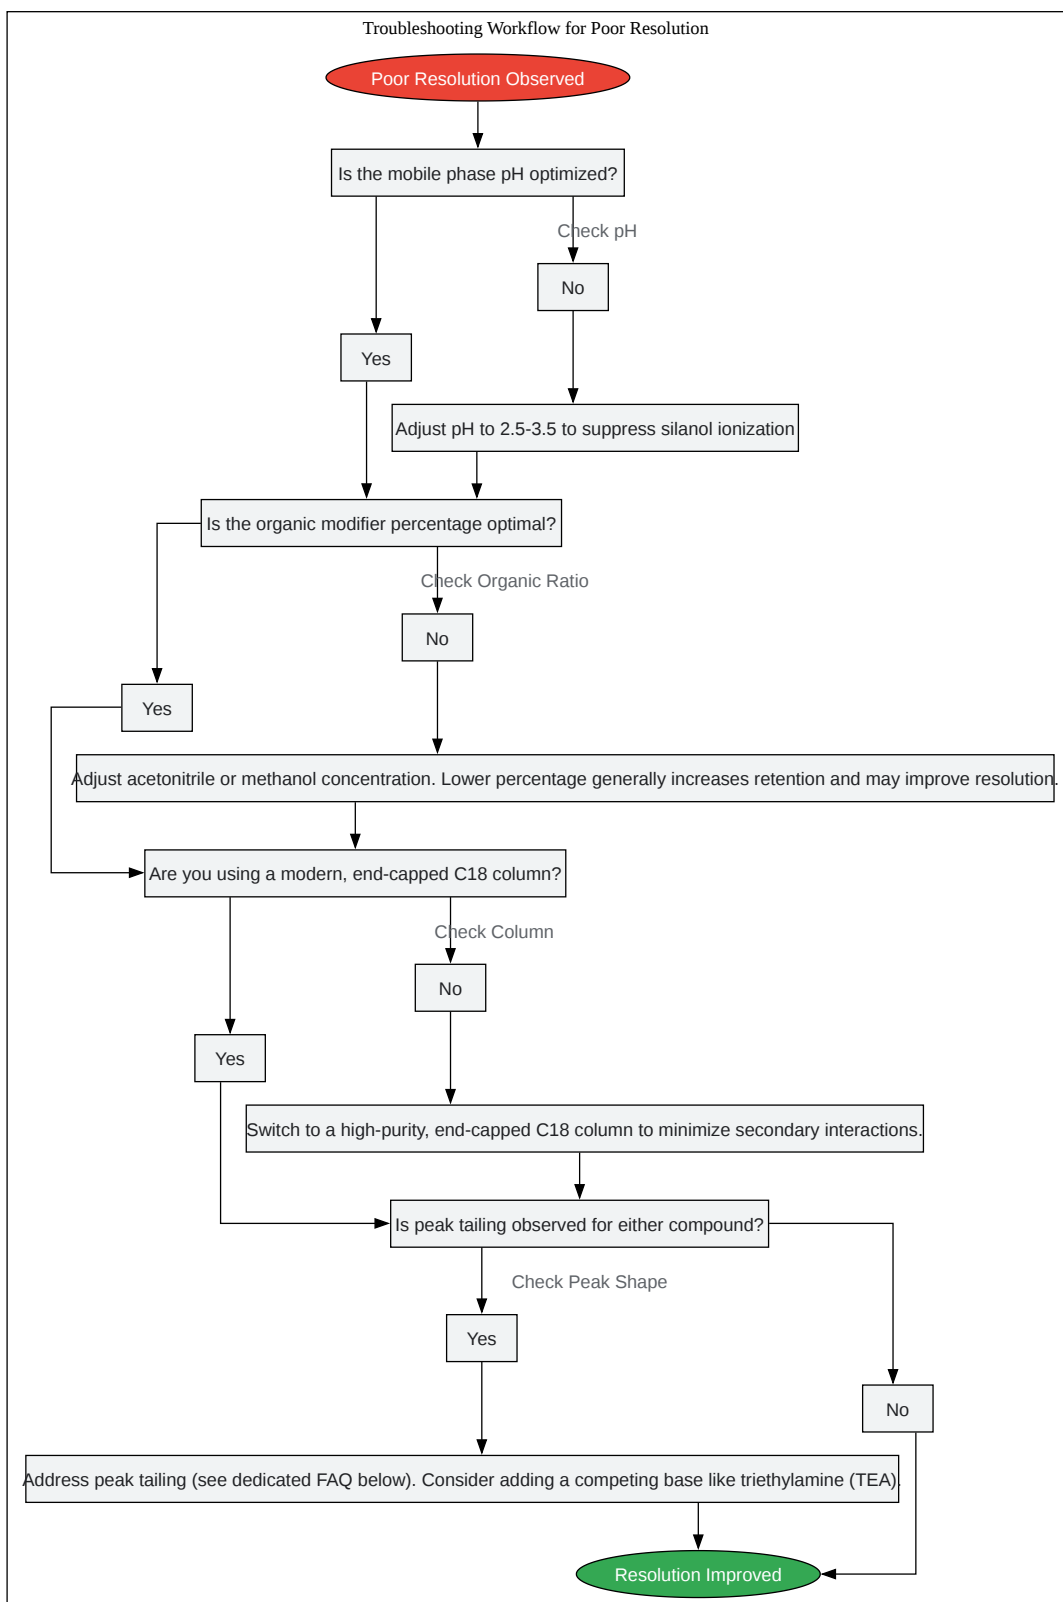 Troubleshooting Workflow for Poor Resolution
Poor Resolution Observed
Is the mobile phase pH optimized?
Check pH
No
Yes
Adjust pH to 2.5-3.5 to suppress silanol ionization
Is the organic modifier percentage optimal?
Check Organic Ratio
No
Yes
Adjust acetonitrile or methanol concentration. Lower percentage generally increases retention and may improve resolution.
Are you using a modern, end-capped C18 column?
Check Column
No
Yes
Switch to a high-purity, end-capped C18 column to minimize secondary interactions.
Is peak tailing observed for either compound?
Check Peak Shape
Yes
No
Address peak tailing (see dedicated FAQ below). Consider adding a competing base like triethylamine (TEA).
Resolution Improved